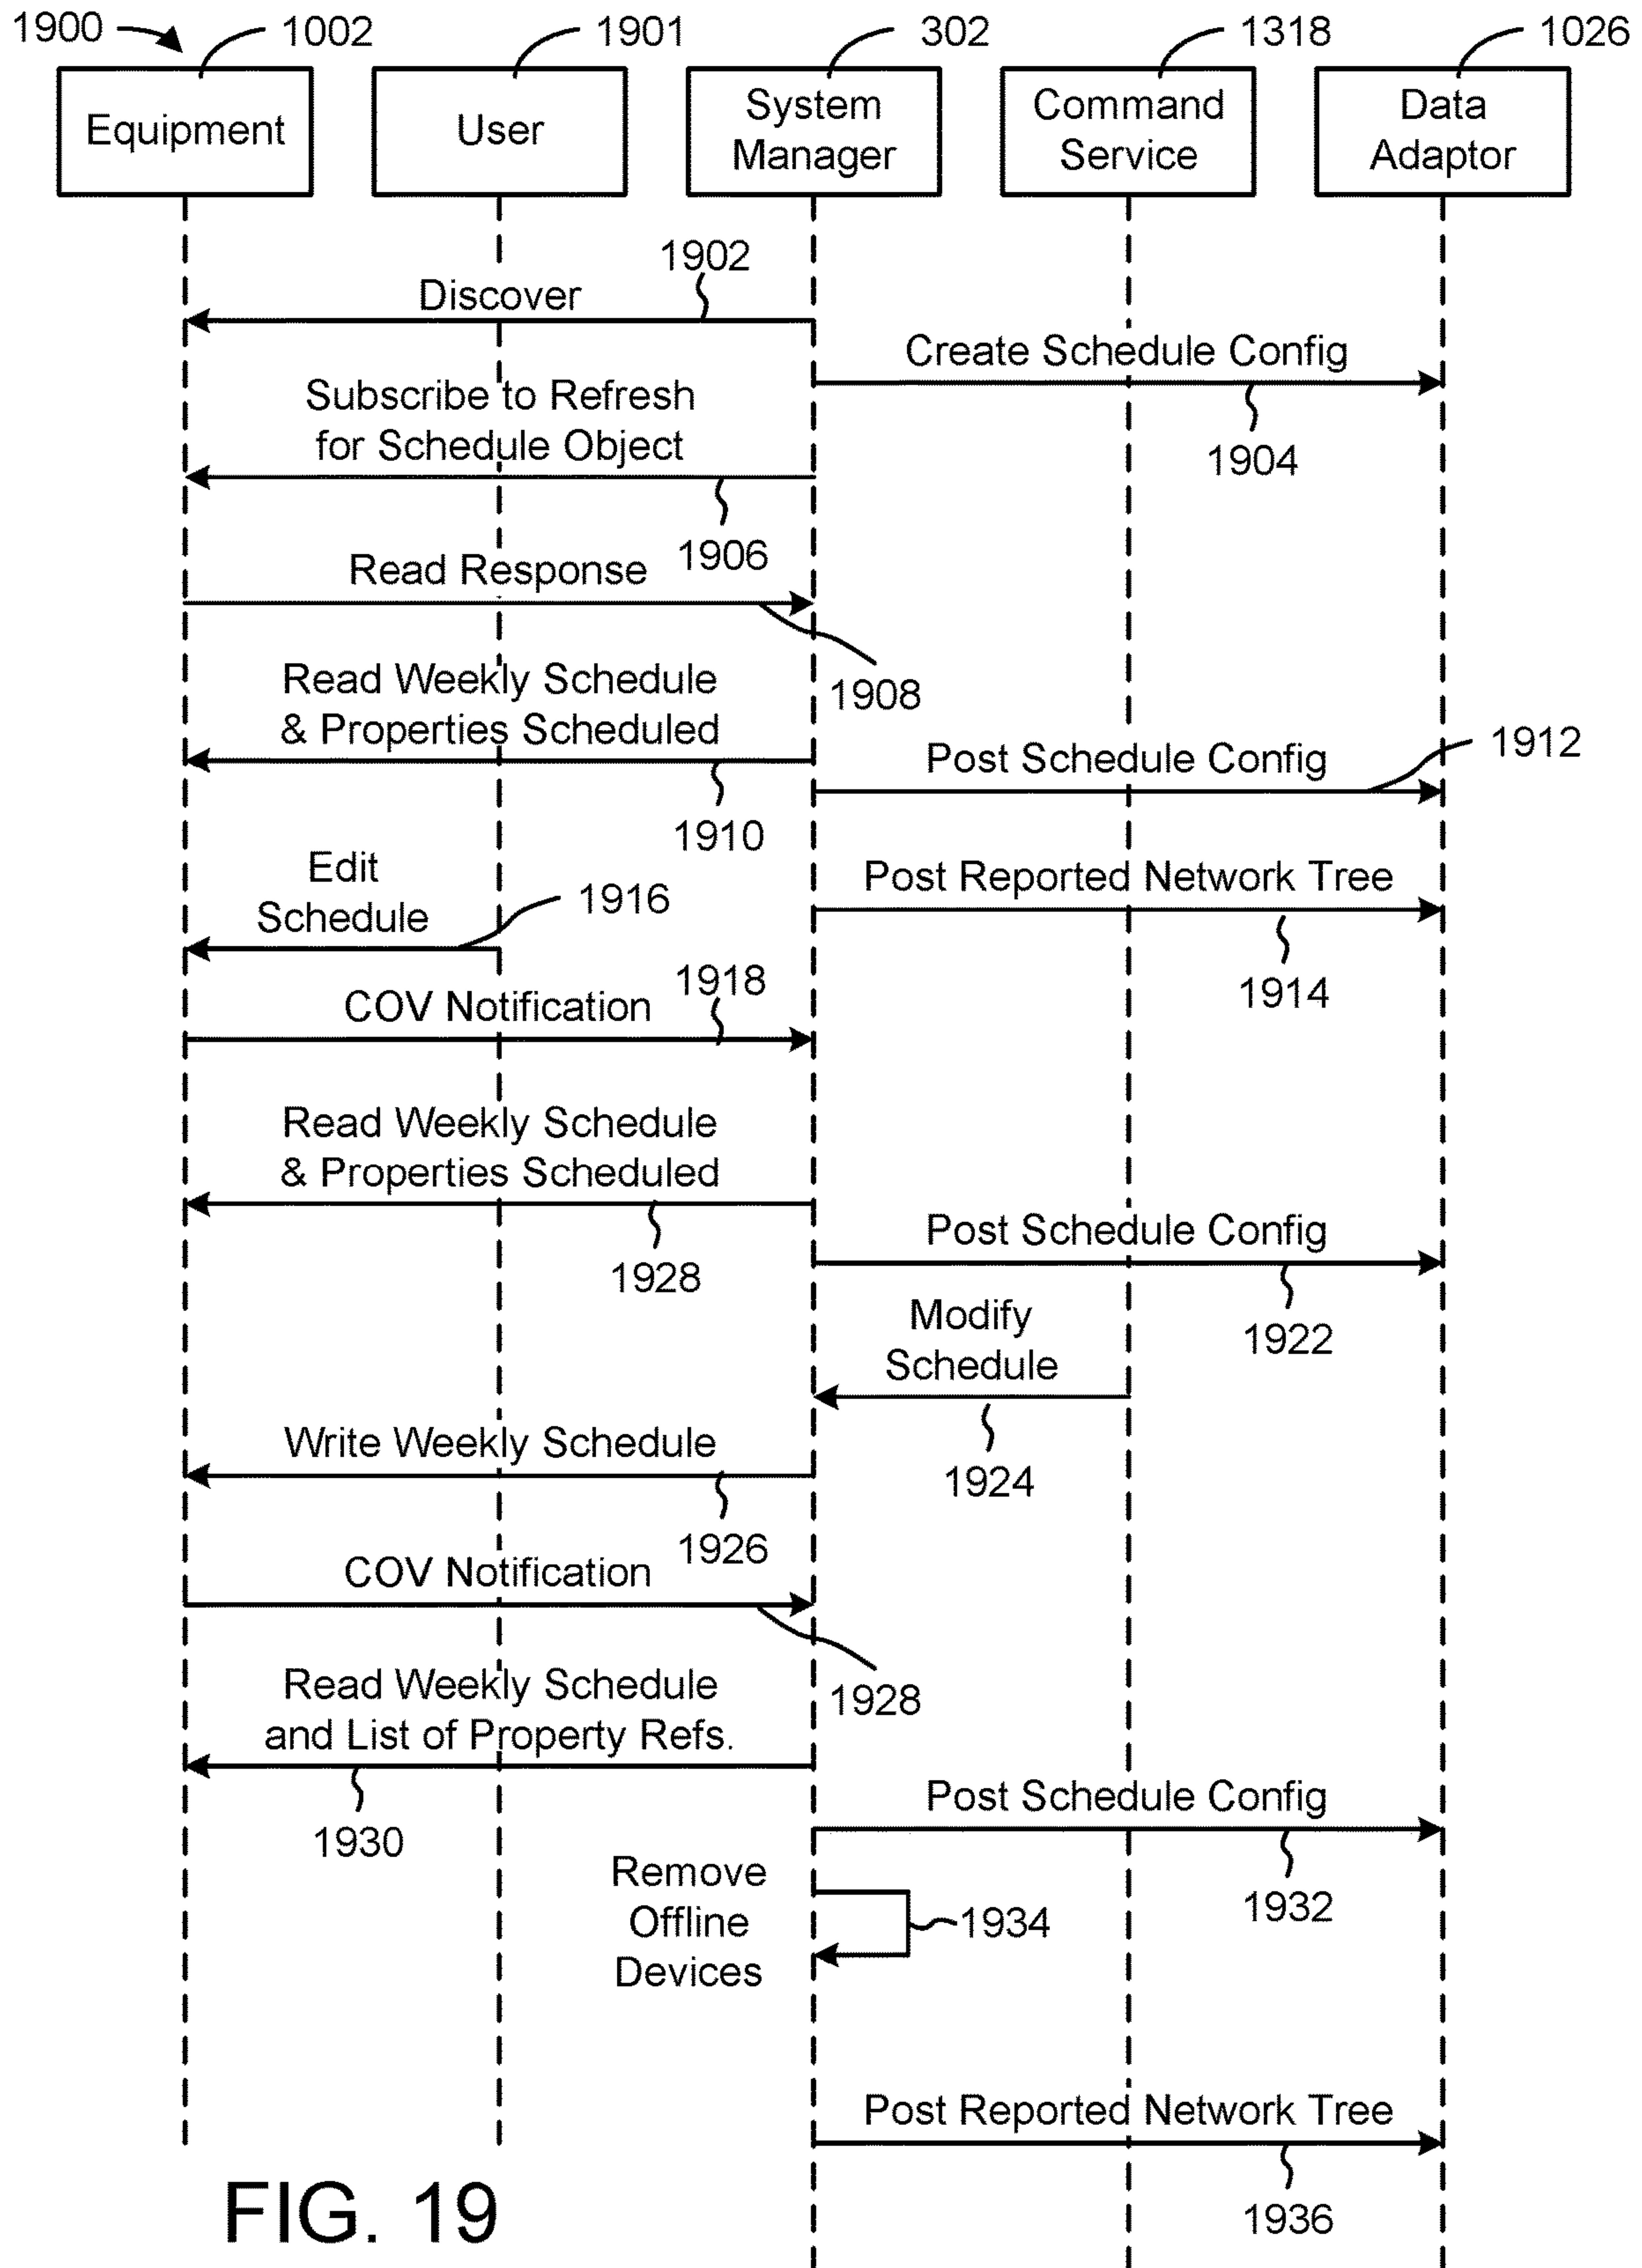 1900
1002
1901
302
1318
1026
Equipment
User
System
Manager
Command
Service
Data
Adaptor
1902
Discover
Create Schedule Config
1904
Subscribe to Refresh
for Schedule Object
1906
Read Response
1908
Read Weekly Schedule
& Properties Scheduled
1910
Post Schedule Config
1912
Post Reported Network Tree
1914
Edit
Schedule
1916
1918
COV Notification
Read Weekly Schedule
& Properties Scheduled
1928
Post Schedule Config
1922
Modify
Schedule
1924
Write Weekly Schedule
1926
COV Notification
1928
Read Weekly Schedule
and List of Property Refs.
1930
Post Schedule Config
1932
Remove
Offline
Devices
1934
Post Reported Network Tree
1936
FIG. 19